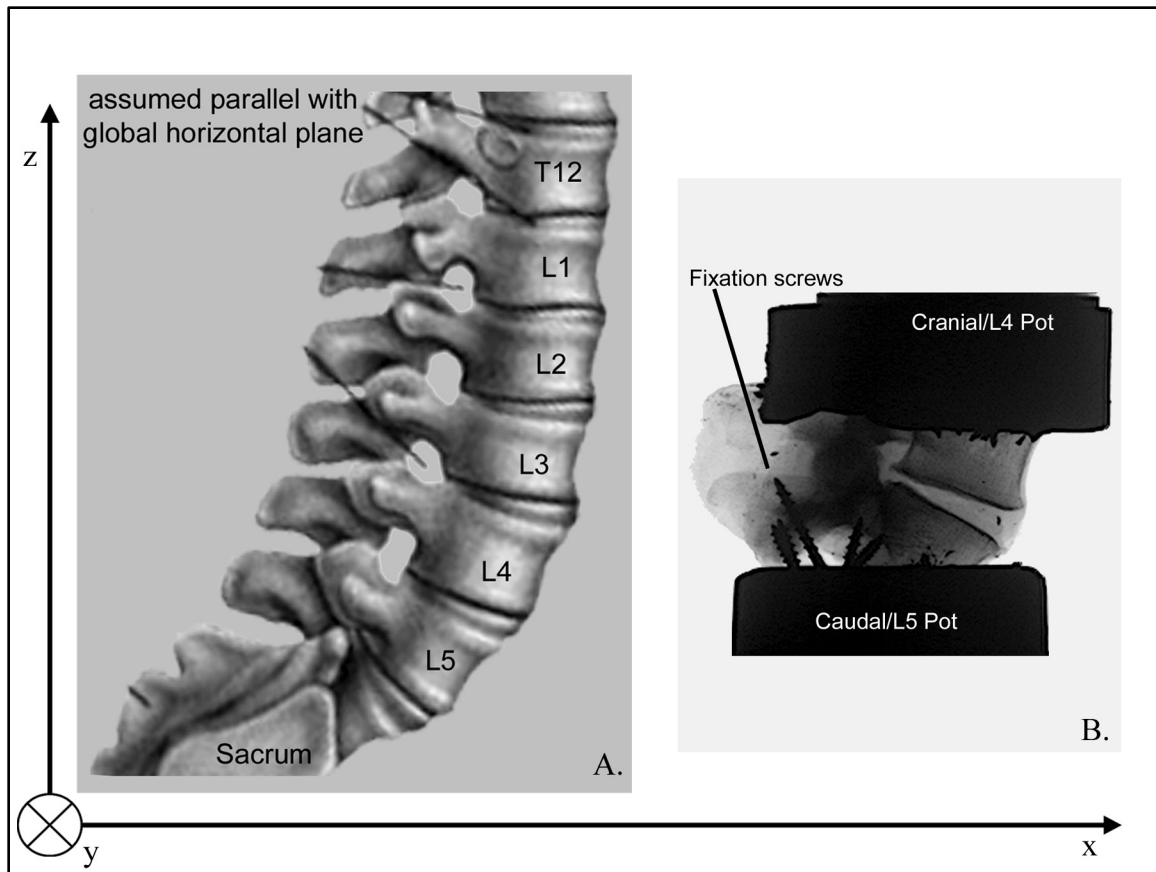 assumed parallel with
global horizontal plane
z
T12
L1
L2
L3
L4
L5
Sacrum
A.
Fixation screws
Cranial/L4 Pot
Caudal/L5 Pot
B.
y
x